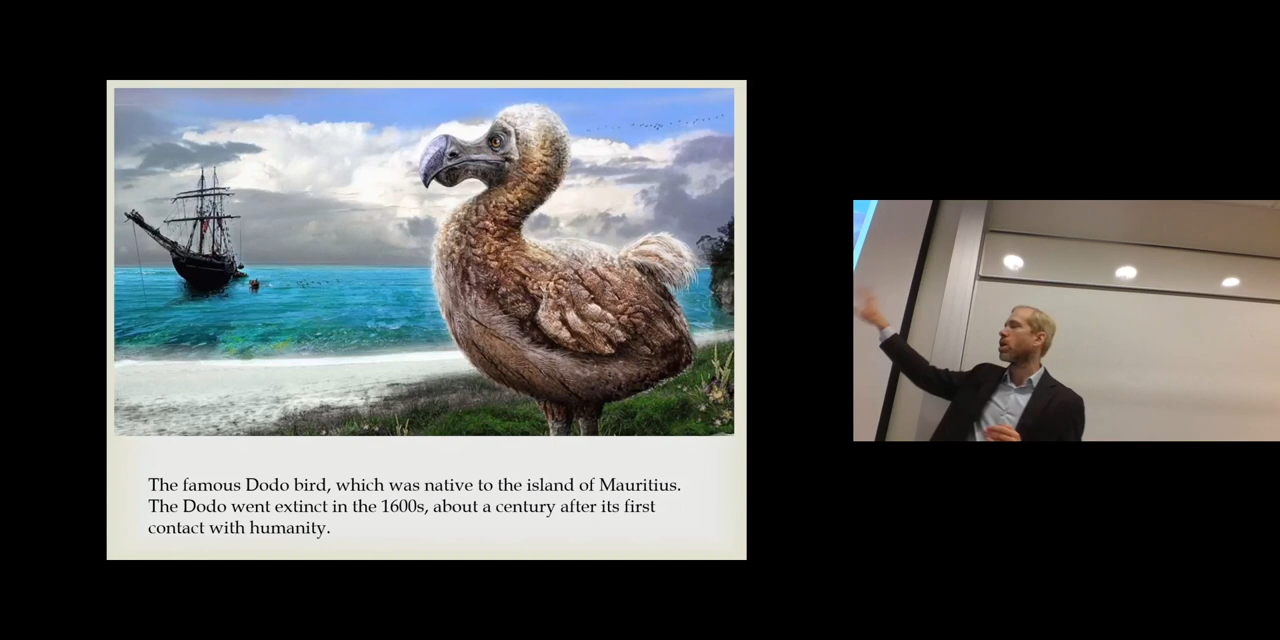 The famous Dodo bird, which was native to the island of Mauritius.
The Dodo went extinct in the 1600s, about a century after its first
contact with humanity.